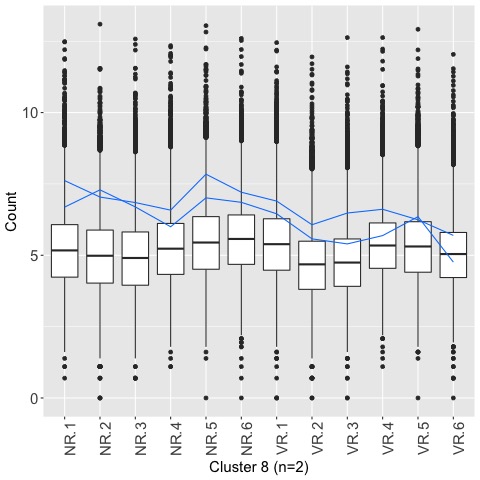 Count
10
5
0
NR.1
NR.2
NR.3
NR.4
NR.5
NR.6
VR.1
VR.2
VR.3
VR.4
VR.5
VR.6
Cluster 8 (n=2)